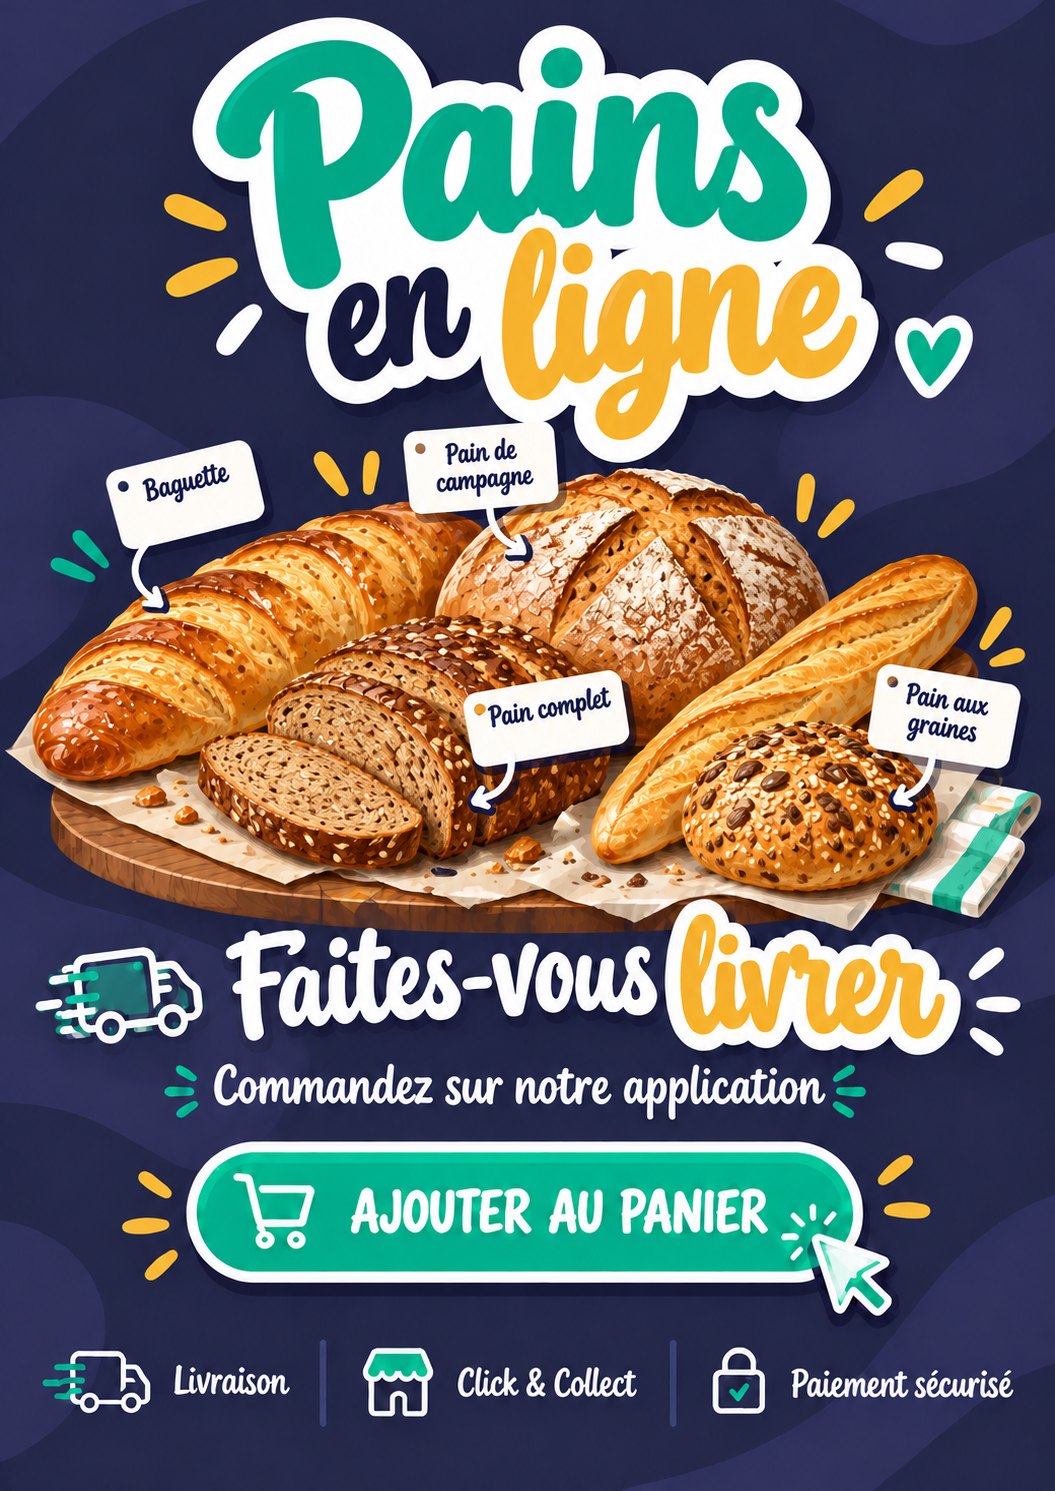 Pains
en ligne
Baguette
Pain de
campagne
Pain complet
Pain aux
graines
Faites-vous livrer
Commandez sur notre application
AJOUTER AU PANIER
Livraison
Click & Collect
Paiement sécurisé